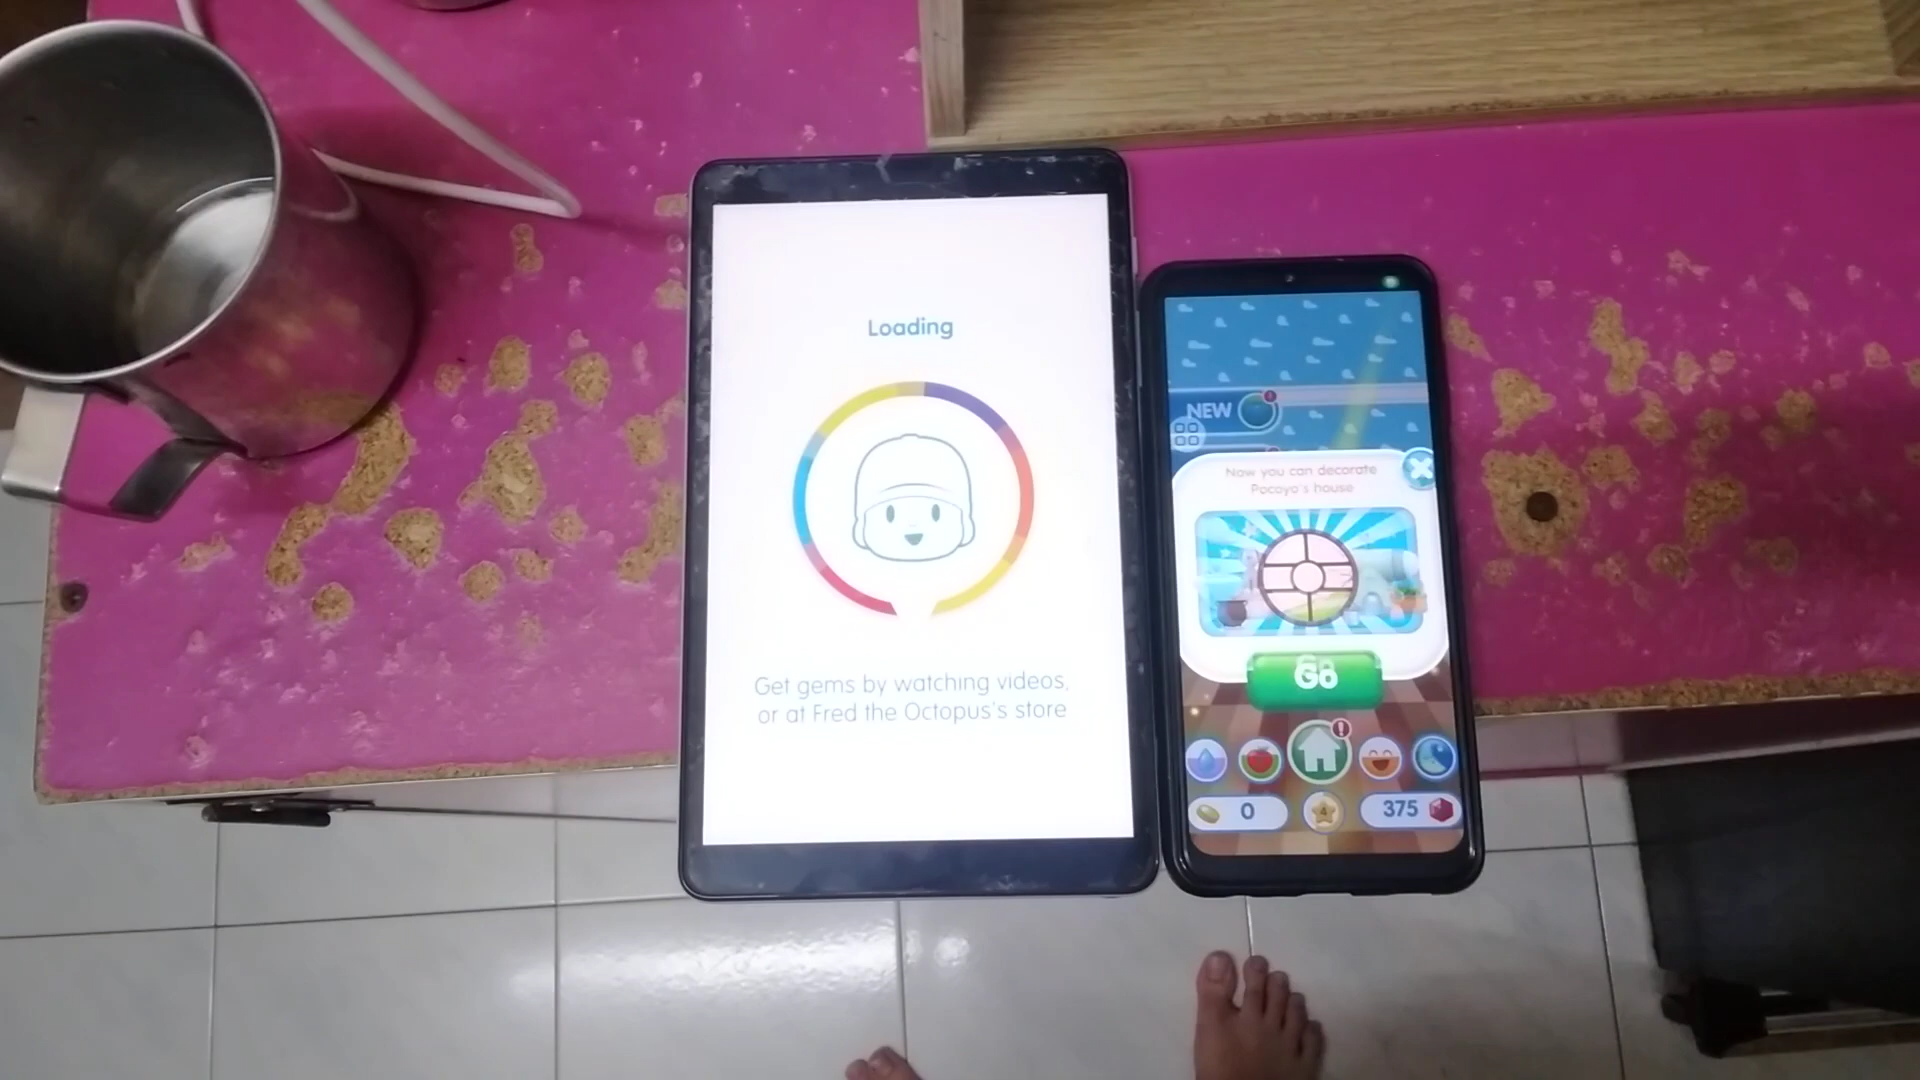 Loading
Get gems by watching videos,
or at Fred the Octopus's store
NEW
Now you can decorate
Pocoyo's house
Go
0
4
375